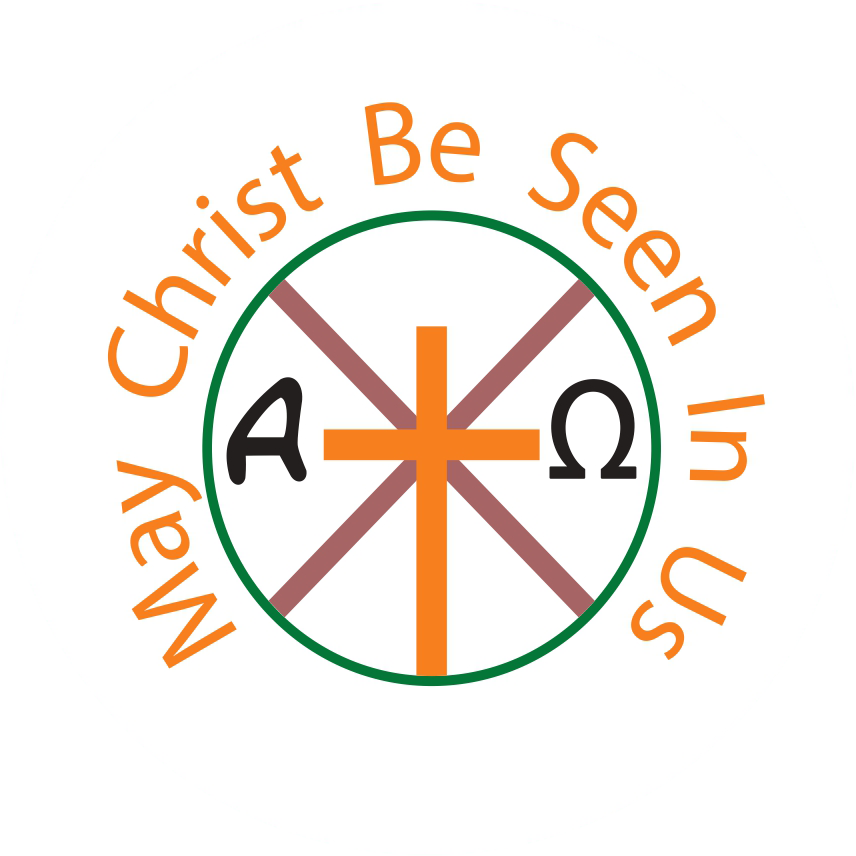 May Christ Be Seen In Us
Α Ω